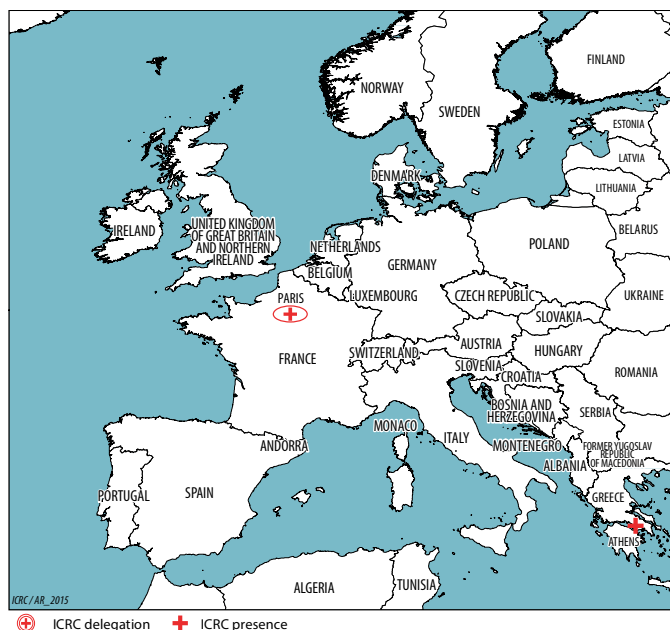 FINLAND
NORWAY
SWEDEN
ESTONIA
LATVIA
DENMARK
LITHUANIA
IRELAND
UNITED KINGDOM
OF GREAT BRITAIN
AND NORTHERN
IRELAND
BELARUS
NETHERLANDS
POLAND
GERMANY
BELGIUM
PARIS
LUXEMBOURG
CZECH REPUBLIC
UKRAINE
SLOVAKIA
AUSTRIA
FRANCE
SWITZERLAND
HUNGARY
SLOVENIA
ROMANIA
CROATIA
BOSNIA AND
HERZEGOVINA
SERBIA
MONACO
ITALY
ANDORRA
MONTENEGRO
FORMER YUGOSLAV
REPUBLIC
OF MACEDONIA
ALBANIA
PORTUGAL
SPAIN
GREECE
ATHENS
ALGERIA
TUNISIA
ICRC / AR_2015
ICRC delegation
ICRC presence